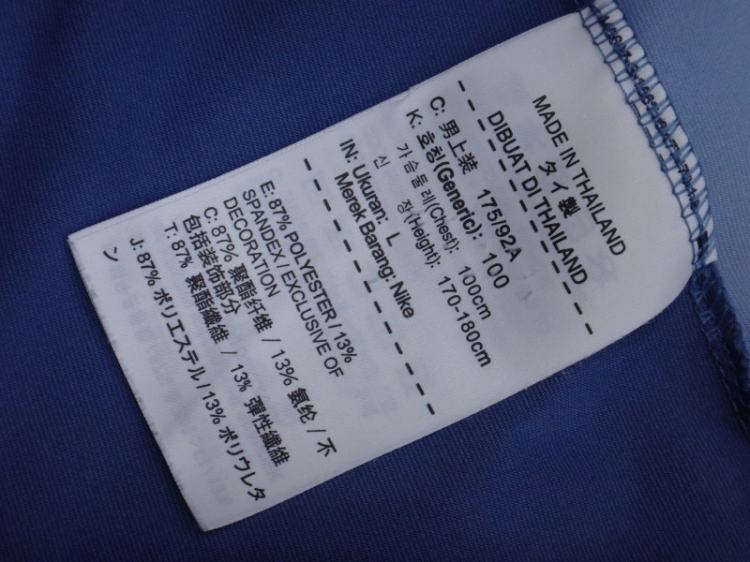 MADE IN THAILAND
タイ製
DIBUAT DI THAILAND
C: 男上装 175/92A
K: 호칭(Generic): 100
가슴둘레(Chest): 100cm
신 장(Height): 170-180cm
IN: Ukuran: L
Merek Barang: Nike
E: 87% POLYESTER / 13%
SPANDEX / EXCLUSIVE OF
DECORATION
C: 87% 聚酯纤维 / 13% 氨纶 / 不
包括装饰部分
T: 87% 聚酯纖維 / 13% 彈性纖維
J: 87% ポリエステル / 13% ポリウレタ
ン